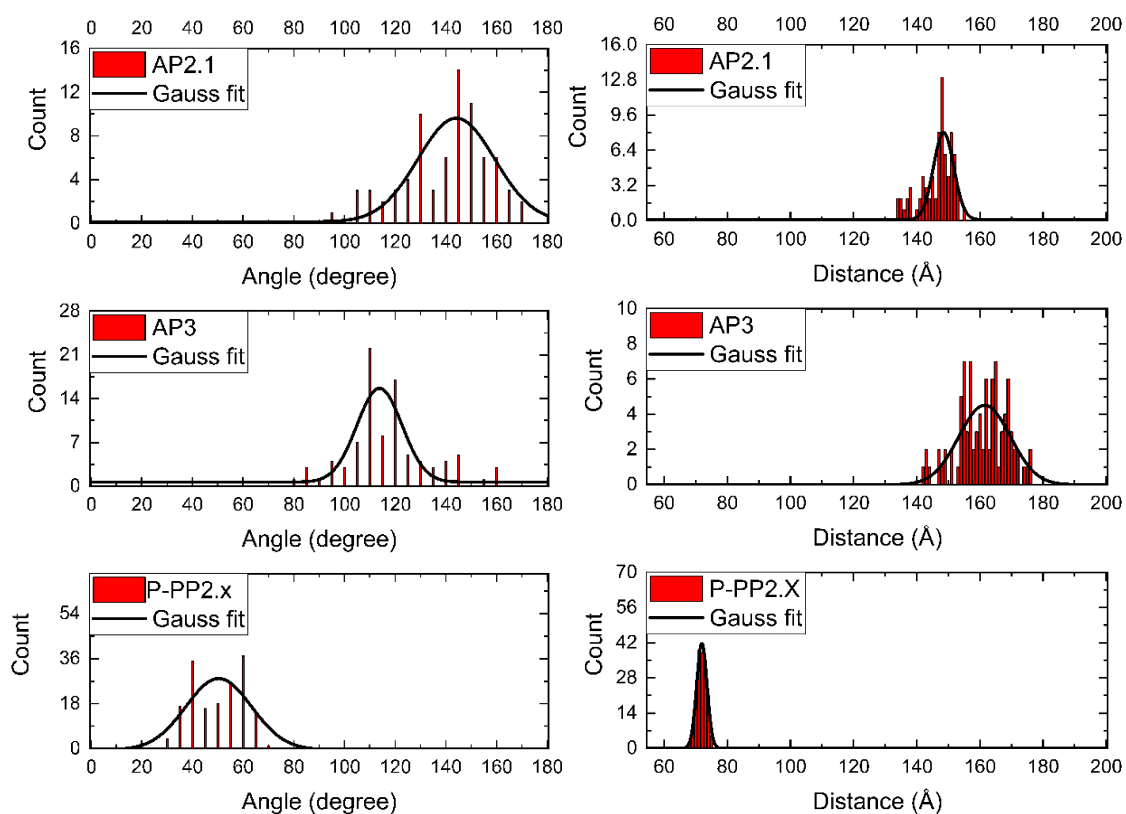 0 20 40 60 80 100 120 140 160 180
16
12
8
4
0
Count
AP2.1
Gauss fit
0 20 40 60 80 100 120 140 160 180
Angle (degree)
60 80 100 120 140 160 180 200
16.0
12.8
9.6
6.4
3.2
0.0
Count
AP2.1
Gauss fit
60 80 100 120 140 160 180 200
Distance (Å)
28
21
14
7
0
Count
AP3
Gauss fit
0 20 40 60 80 100 120 140 160 180
Angle (degree)
10
8
6
4
2
0
Count
AP3
Gauss fit
60 80 100 120 140 160 180 200
Distance (Å)
54
36
18
0
Count
P-PP2.x
Gauss fit
0 20 40 60 80 100 120 140 160 180
Angle (degree)
70
56
42
28
14
0
Count
P-PP2.X
Gauss fit
60 80 100 120 140 160 180 200
Distance (Å)